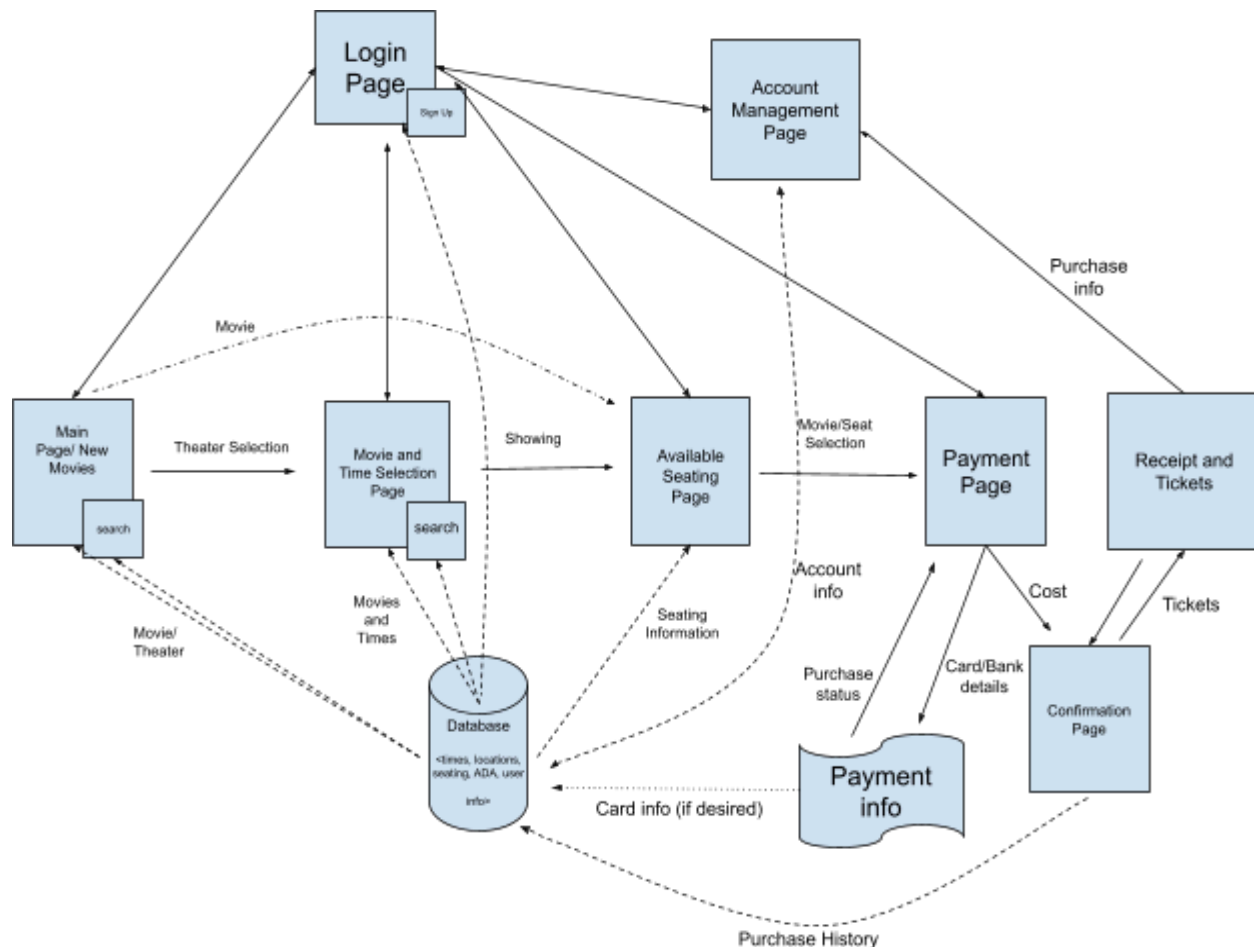 Login
Page
Sign Up
Account
Management
Page
Purchase
info
Movie
Main
Page/ New
Movies
search
Theater Selection
Movie and
Time Selection
Page
search
Showing
Available
Seating
Page
Movie/Seat
Selection
Payment
Page
Receipt and
Tickets
Movie/
Theater
Movies
and
Times
Seating
Information
Account
info
Cost
Tickets
Purchase
status
Card/Bank
details
Confirmation
Page
Database
<times, locations,
seating, ADA, user
info>
Payment
info
Card info (if desired)
Purchase History